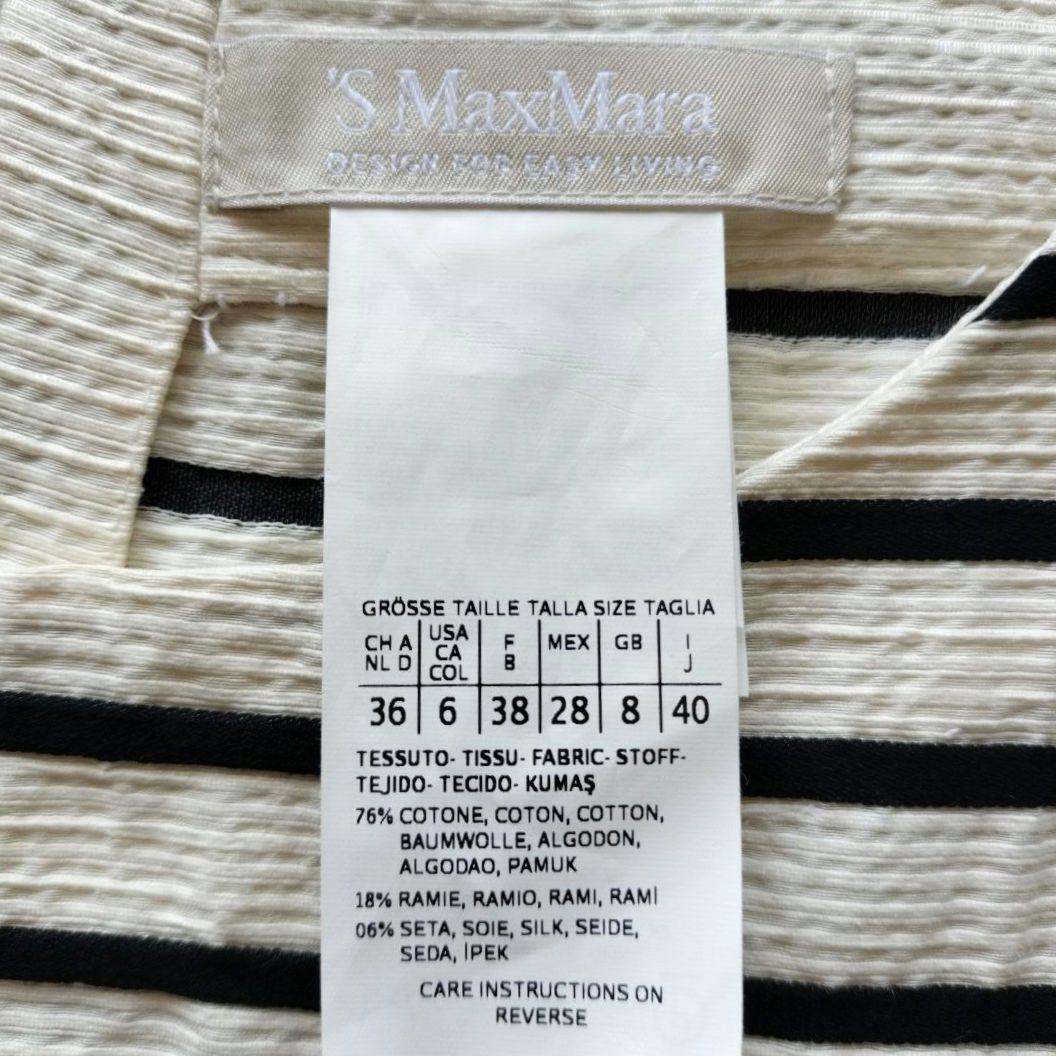 'S MaxMara
DESIGN FOR EASY LIVING
GRÖSSE TAILLE TALLA SIZE TAGLIA
CH A NL D USA CA COL F B MEX GB I J
36 6 38 28 8 40
TESSUTO- TISSU- FABRIC- STOFF-
TEJIDO- TECIDO- KUMAŞ
76% COTONE, COTON, COTTON,
BAUMWOLLE, ALGODON,
ALGODAO, PAMUK
18% RAMIE, RAMIO, RAMI, RAMİ
06% SETA, SOIE, SILK, SEIDE,
SEDA, İPEK
CARE INSTRUCTIONS ON
REVERSE